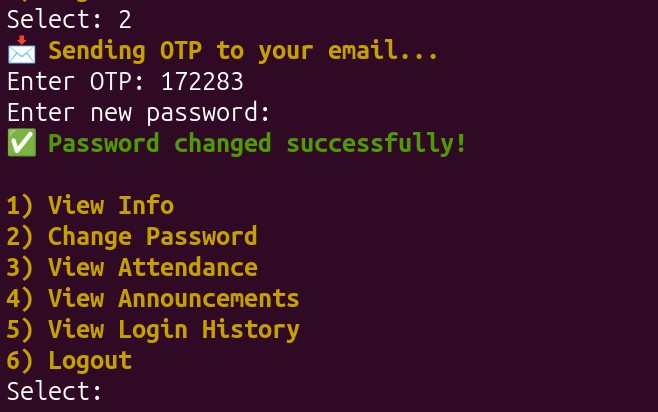 Select: 2
📩 Sending OTP to your email...
Enter OTP: 172283
Enter new password:
✅ Password changed successfully!
1) View Info
2) Change Password
3) View Attendance
4) View Announcements
5) View Login History
6) Logout
Select: